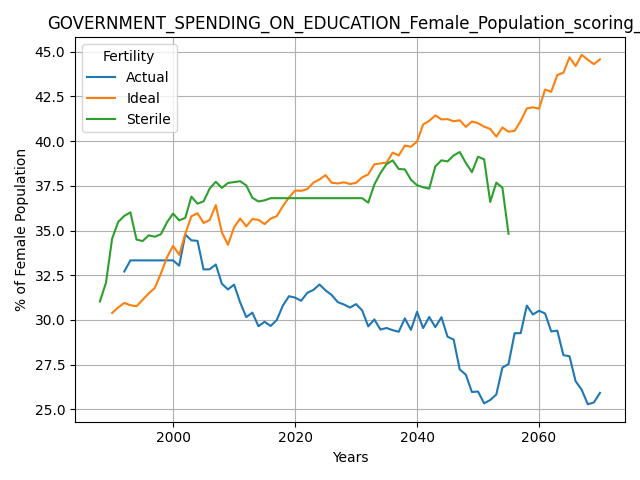 GOVERNMENT_SPENDING_ON_EDUCATION_Female_Population_scoring_
Fertility
Actual
Ideal
Sterile
% of Female Population
45.0
42.5
40.0
37.5
35.0
32.5
30.0
27.5
25.0
2000
2020
2040
2060
Years